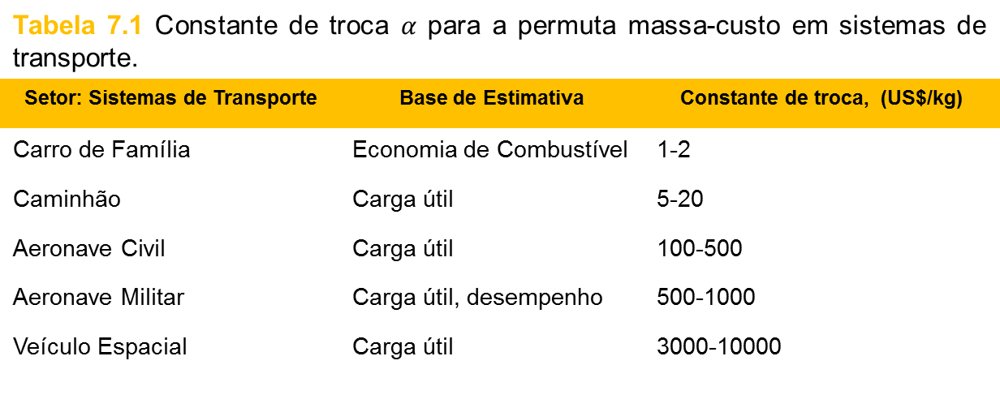 Tabela 7.1 Constante de troca α para a permuta massa-custo em sistemas de
transporte.
Setor: Sistemas de Transporte Base de Estimativa Constante de troca, (US$/kg)
Carro de Família Economia de Combustível 1-2
Caminhão Carga útil 5-20
Aeronave Civil Carga útil 100-500
Aeronave Militar Carga útil, desempenho 500-1000
Veículo Espacial Carga útil 3000-10000